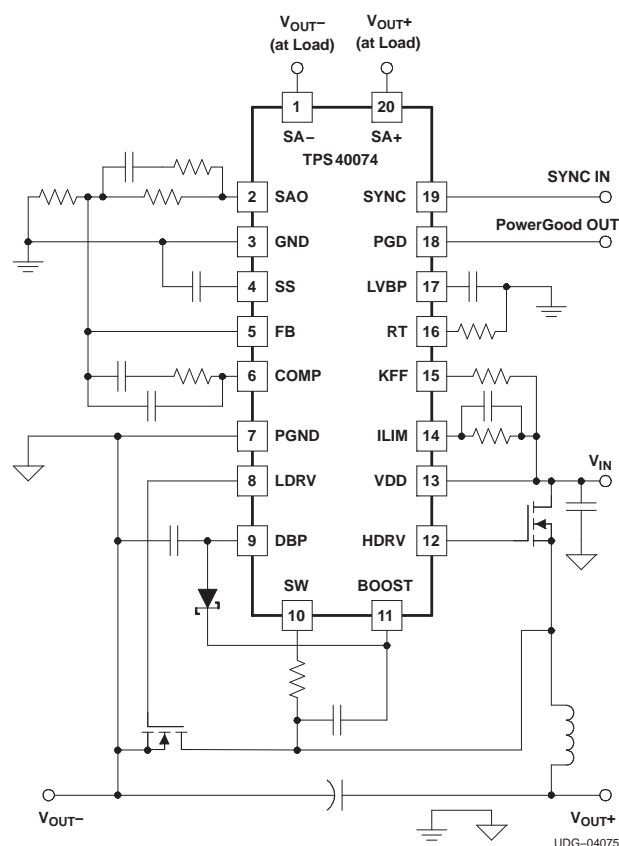 VOUT− VOUT+
(at Load) (at Load)
1 20
SA− SA+
TPS40074
2 SAO SYNC 19 SYNC IN
3 GND PGD 18 PowerGood OUT
4 SS LVBP 17
5 FB RT 16
6 COMP KFF 15
7 PGND ILIM 14
8 LDRV VDD 13 VIN
9 DBP HDRV 12
SW BOOST
10 11
VOUT− VOUT+
UDG−04075